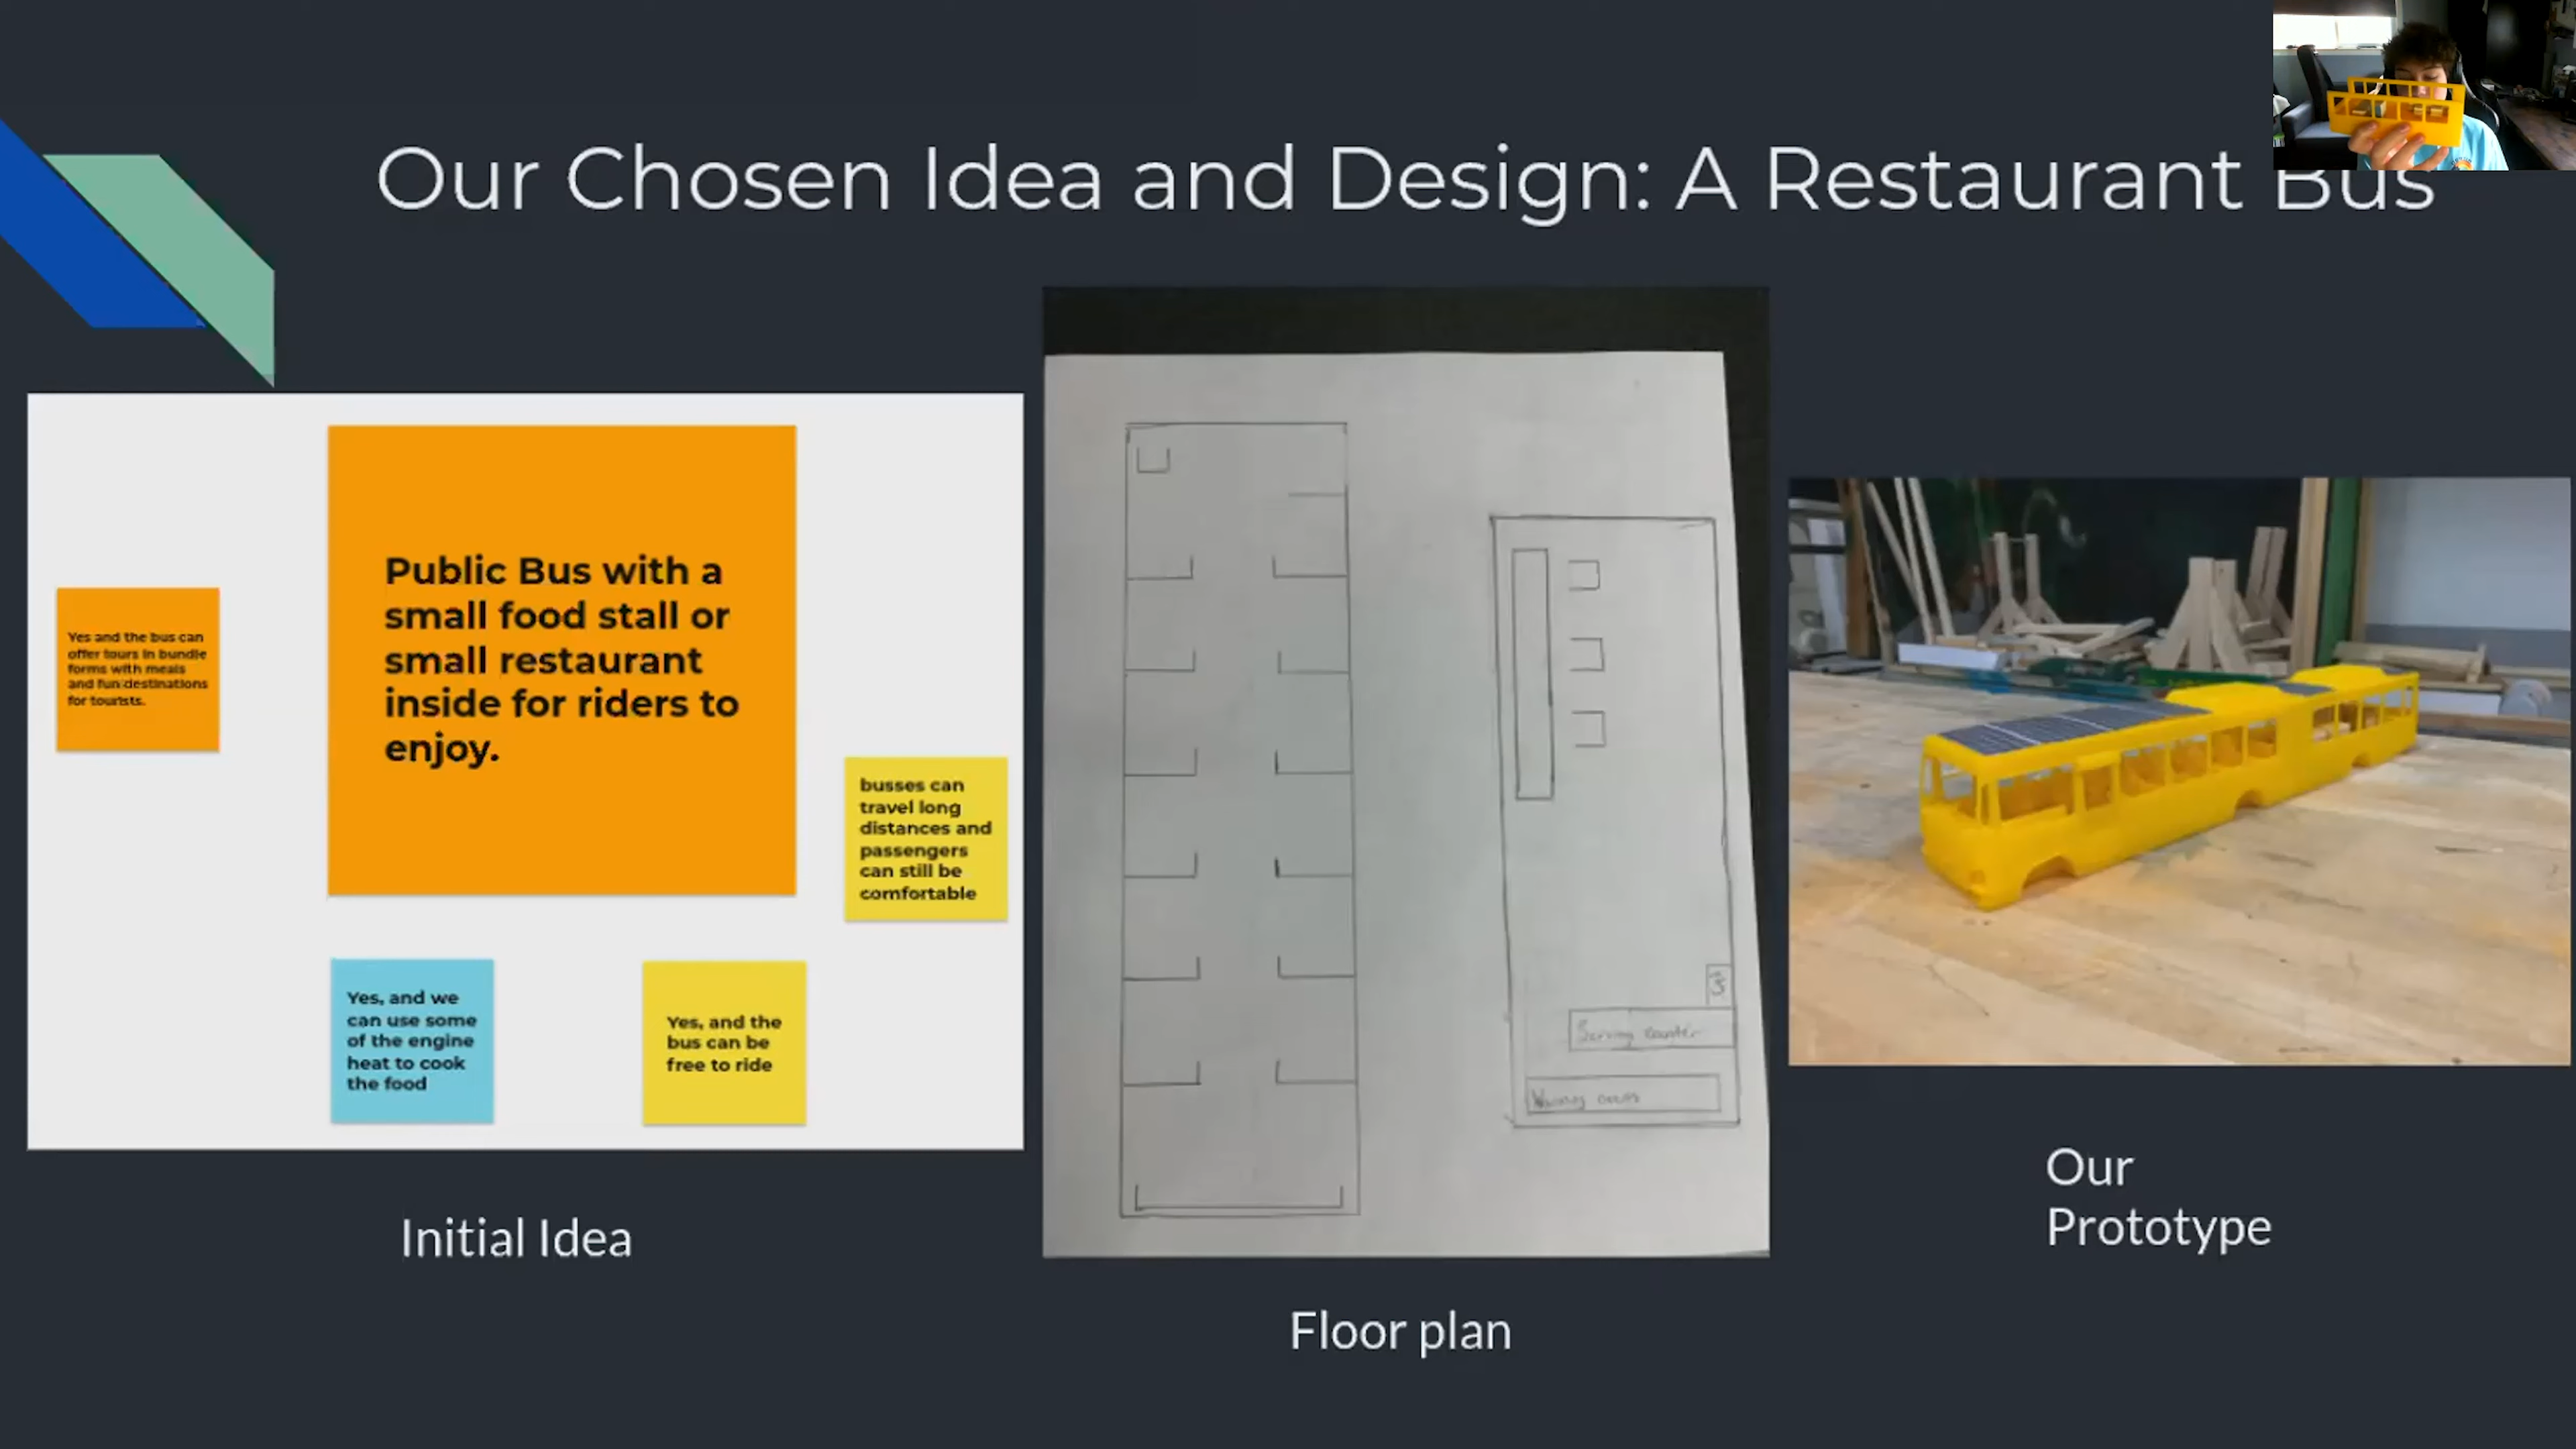 Our Chosen Idea and Design: A Restaurant Bus
Public Bus with a
small food stall or
small restaurant
inside for riders to
enjoy.
Yes and the bus can
offer tours in bundle
forms with meals
and fun destinations
for tourists.
busses can
travel long
distances and
passengers
can still be
comfortable
Yes, and we
can use some
of the engine
heat to cook
the food
Yes, and the
bus can be
free to ride
Initial Idea
Serving counter
Floor plan
Our
Prototype